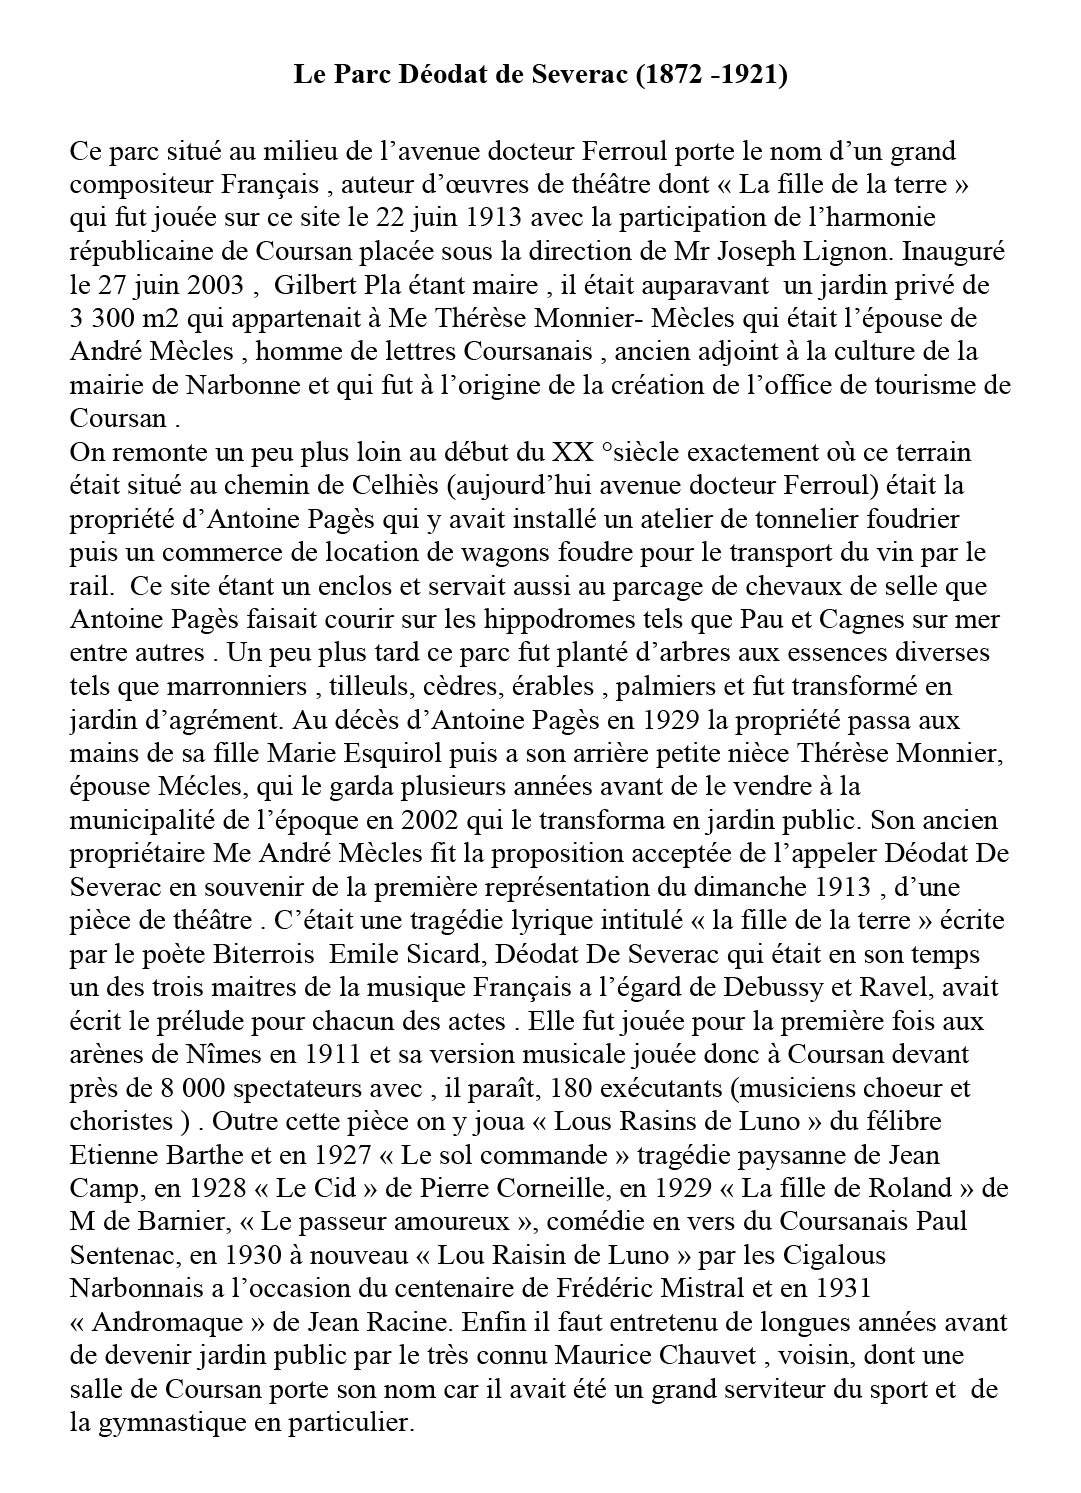 Le Parc Déodat de Severac (1872 -1921)
Ce parc situé au milieu de l’avenue docteur Ferroul porte le nom d’un grand
compositeur Français , auteur d’œuvres de théâtre dont « La fille de la terre »
qui fut jouée sur ce site le 22 juin 1913 avec la participation de l’harmonie
républicaine de Coursan placée sous la direction de Mr Joseph Lignon. Inauguré
le 27 juin 2003 ,  Gilbert Pla étant maire , il était auparavant  un jardin privé de
3 300 m2 qui appartenait à Me Thérèse Monnier- Mècles qui était l’épouse de
André Mècles , homme de lettres Coursanais , ancien adjoint à la culture de la
mairie de Narbonne et qui fut à l’origine de la création de l’office de tourisme de
Coursan .
On remonte un peu plus loin au début du XX °siècle exactement où ce terrain
était situé au chemin de Celhiès (aujourd’hui avenue docteur Ferroul) était la
propriété d’Antoine Pagès qui y avait installé un atelier de tonnelier foudrier
puis un commerce de location de wagons foudre pour le transport du vin par le
rail.  Ce site étant un enclos et servait aussi au parcage de chevaux de selle que
Antoine Pagès faisait courir sur les hippodromes tels que Pau et Cagnes sur mer
entre autres . Un peu plus tard ce parc fut planté d’arbres aux essences diverses
tels que marronniers , tilleuls, cèdres, érables , palmiers et fut transformé en
jardin d’agrément. Au décès d’Antoine Pagès en 1929 la propriété passa aux
mains de sa fille Marie Esquirol puis a son arrière petite nièce Thérèse Monnier,
épouse Mécles, qui le garda plusieurs années avant de le vendre à la
municipalité de l’époque en 2002 qui le transforma en jardin public. Son ancien
propriétaire Me André Mècles fit la proposition acceptée de l’appeler Déodat De
Severac en souvenir de la première représentation du dimanche 1913 , d’une
pièce de théâtre . C’était une tragédie lyrique intitulé « la fille de la terre » écrite
par le poète Biterrois  Emile Sicard, Déodat De Severac qui était en son temps
un des trois maitres de la musique Français a l’égard de Debussy et Ravel, avait
écrit le prélude pour chacun des actes . Elle fut jouée pour la première fois aux
arènes de Nîmes en 1911 et sa version musicale jouée donc à Coursan devant
près de 8 000 spectateurs avec , il paraît, 180 exécutants (musiciens choeur et
choristes ) . Outre cette pièce on y joua « Lous Rasins de Luno » du félibre
Etienne Barthe et en 1927 « Le sol commande » tragédie paysanne de Jean
Camp, en 1928 « Le Cid » de Pierre Corneille, en 1929 « La fille de Roland » de
M de Barnier, « Le passeur amoureux », comédie en vers du Coursanais Paul
Sentenac, en 1930 à nouveau « Lou Raisin de Luno » par les Cigalous
Narbonnais a l’occasion du centenaire de Frédéric Mistral et en 1931
« Andromaque » de Jean Racine. Enfin il faut entretenu de longues années avant
de devenir jardin public par le très connu Maurice Chauvet , voisin, dont une
salle de Coursan porte son nom car il avait été un grand serviteur du sport et  de
la gymnastique en particulier.